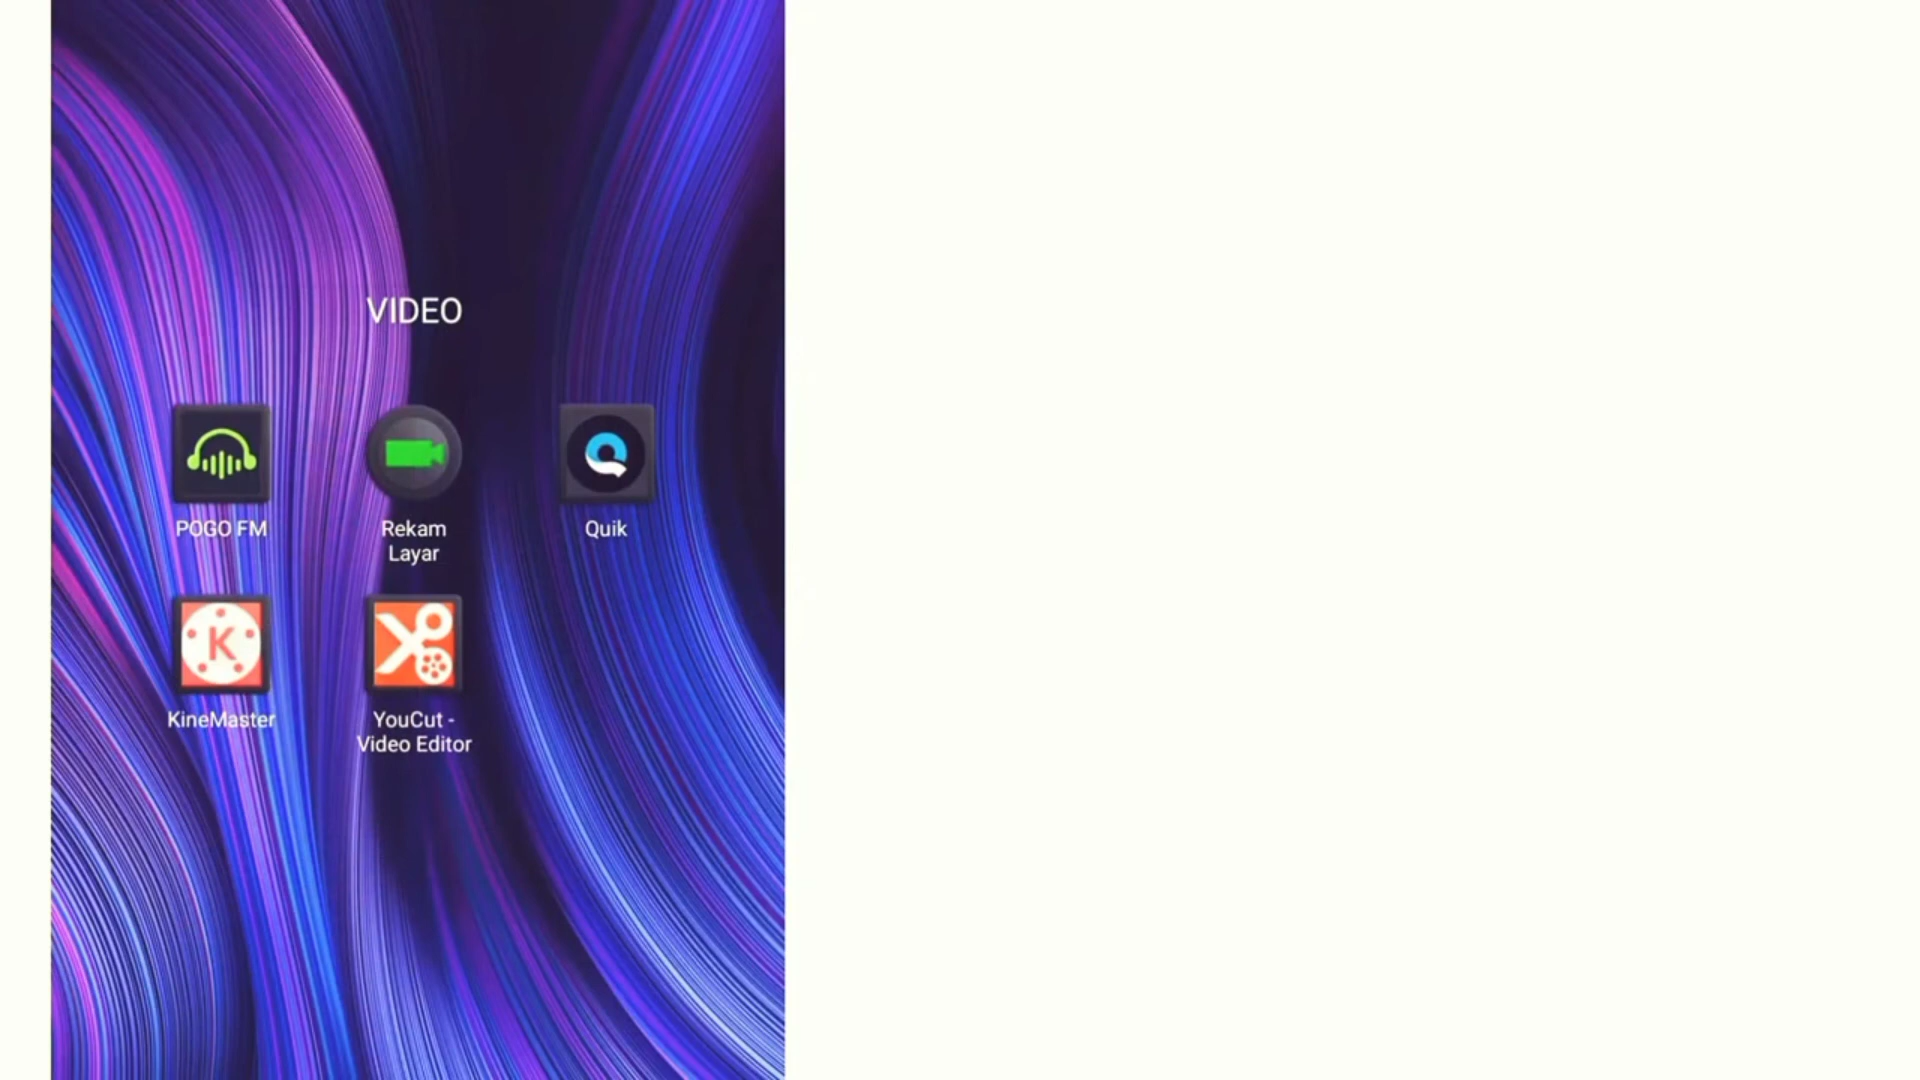 VIDEO
POGO FM
Rekam
Layar
Quik
K
KineMaster
YouCut -
Video Editor